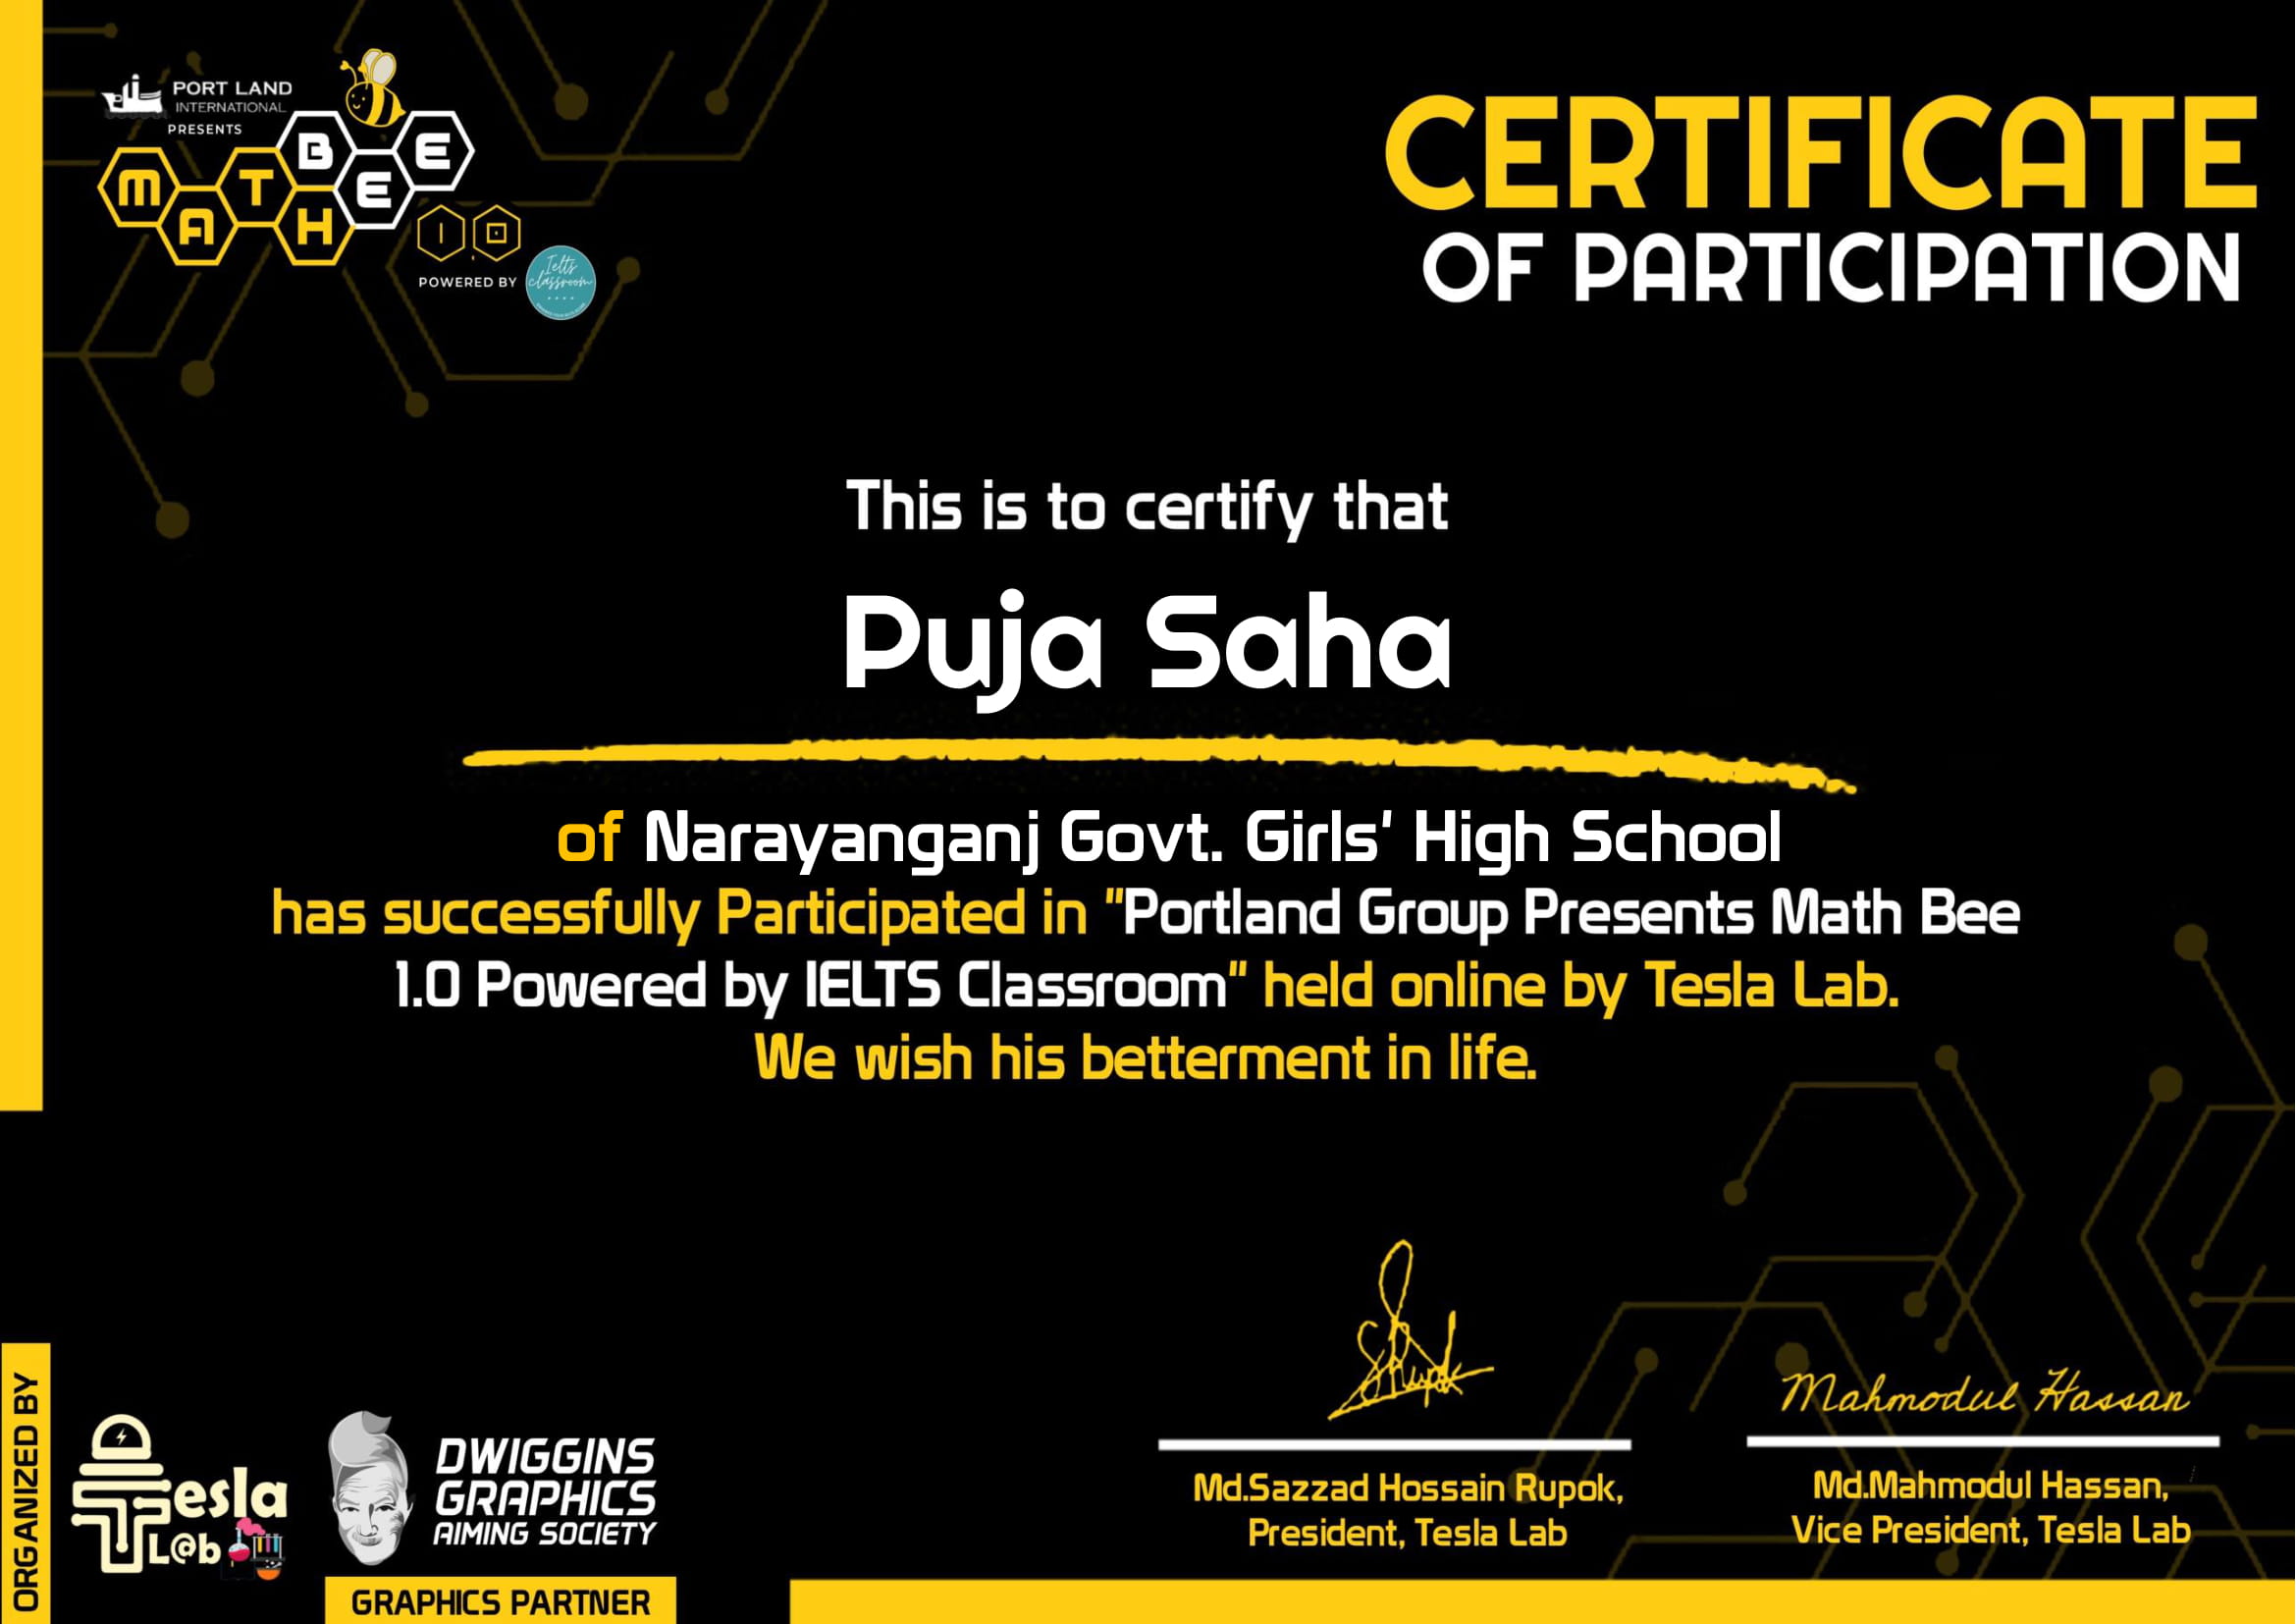 PORT LAND
INTERNATIONAL
PRESENTS
MATH BEE
1.0
POWERED BY
Ielts
classroom
CERTIFICATE
OF PARTICIPATION
This is to certify that
Puja Saha
of Narayanganj Govt. Girls' High School
has successfully Participated in "Portland Group Presents Math Bee
1.0 Powered by IELTS Classroom" held online by Tesla Lab.
We wish his betterment in life.
ORGANIZED BY
Tesla
L@b
DWIGGINS
GRAPHICS
AIMING SOCIETY
GRAPHICS PARTNER
SRupok
Md.Sazzad Hossain Rupok,
President, Tesla Lab
Mahmodul Hassan
Md.Mahmodul Hassan,
Vice President, Tesla Lab